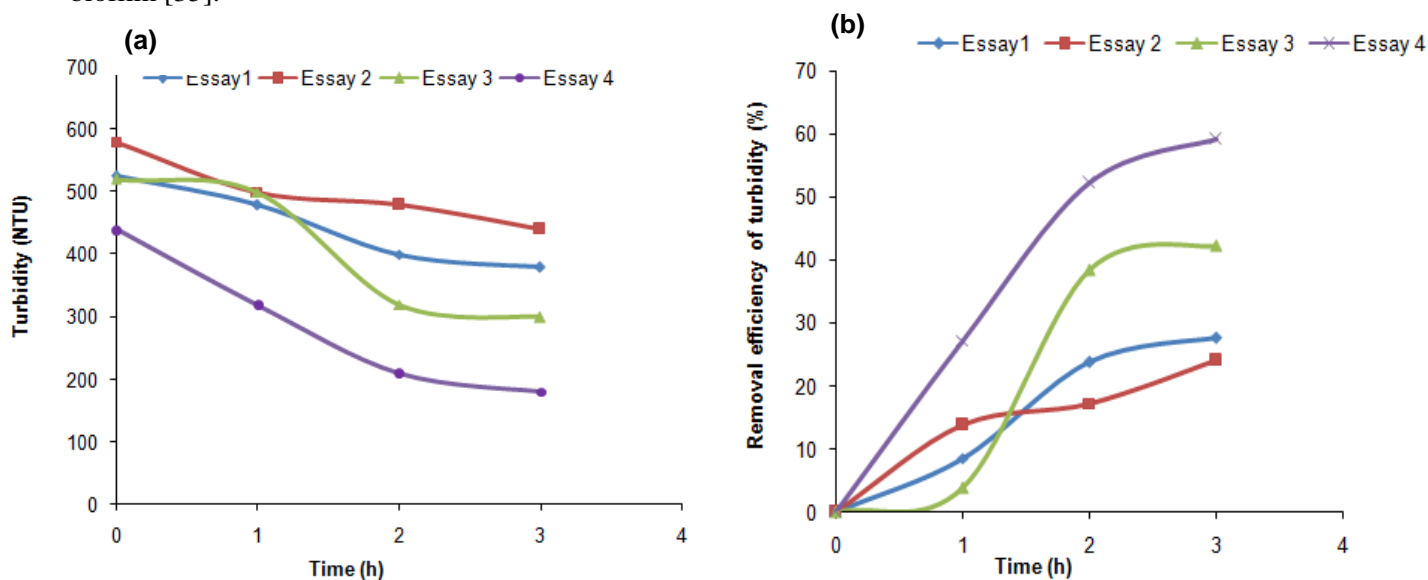 (a)
Essay1 Essay 2 Essay 3 Essay 4
700
600
500
400
300
200
100
0
0 1 2 3 4
Turbidity (NTU)
Time (h)
(b)
Essay1 Essay 2 Essay 3 Essay 4
70
60
50
40
30
20
10
0
0 1 2 3 4
Removal efficiency of turbidity (%)
Time (h)